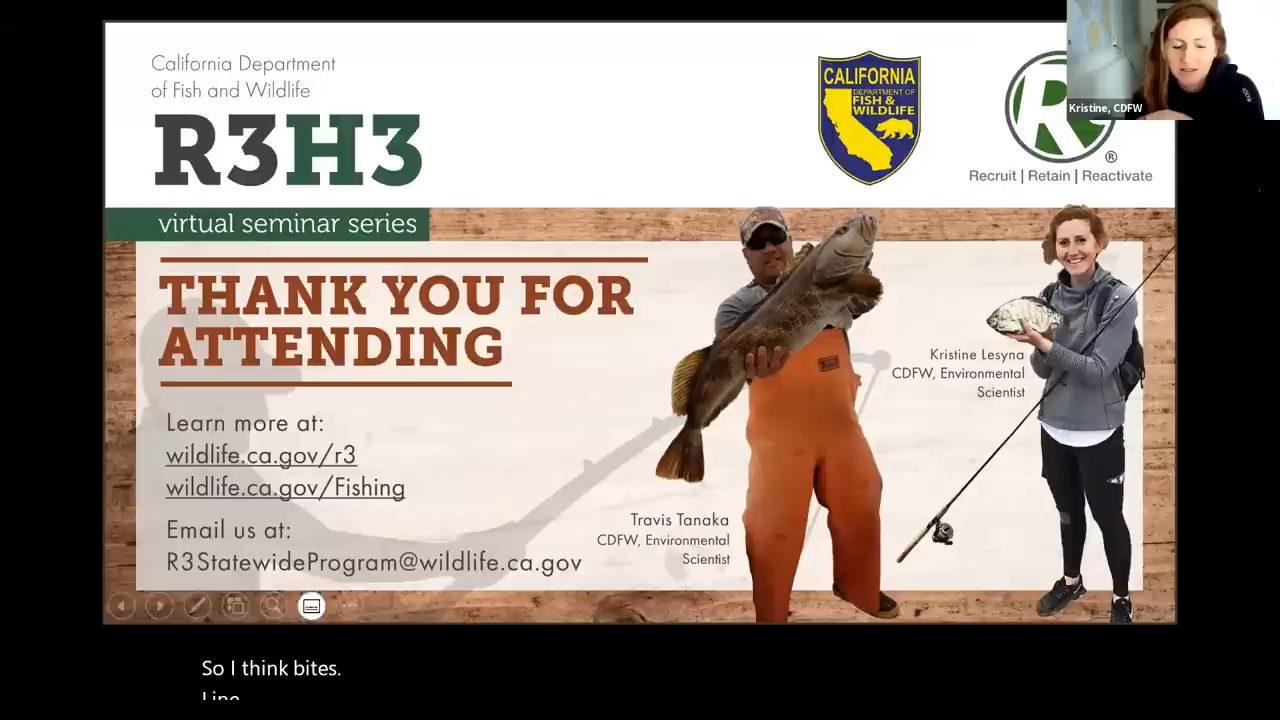 California Department
of Fish and Wildlife
R3H3
virtual seminar series
CALIFORNIA
DEPARTMENT OF
FISH &
WILDLIFE
R
®
Recruit | Retain | Reactivate
Kristine, CDFW
THANK YOU FOR
ATTENDING
Learn more at:
wildlife.ca.gov/r3
wildlife.ca.gov/Fishing
Email us at:
R3StatewideProgram@wildlife.ca.gov
Travis Tanaka
CDFW, Environmental
Scientist
Kristine Lesyna
CDFW, Environmental
Scientist
So I think bites.
Line